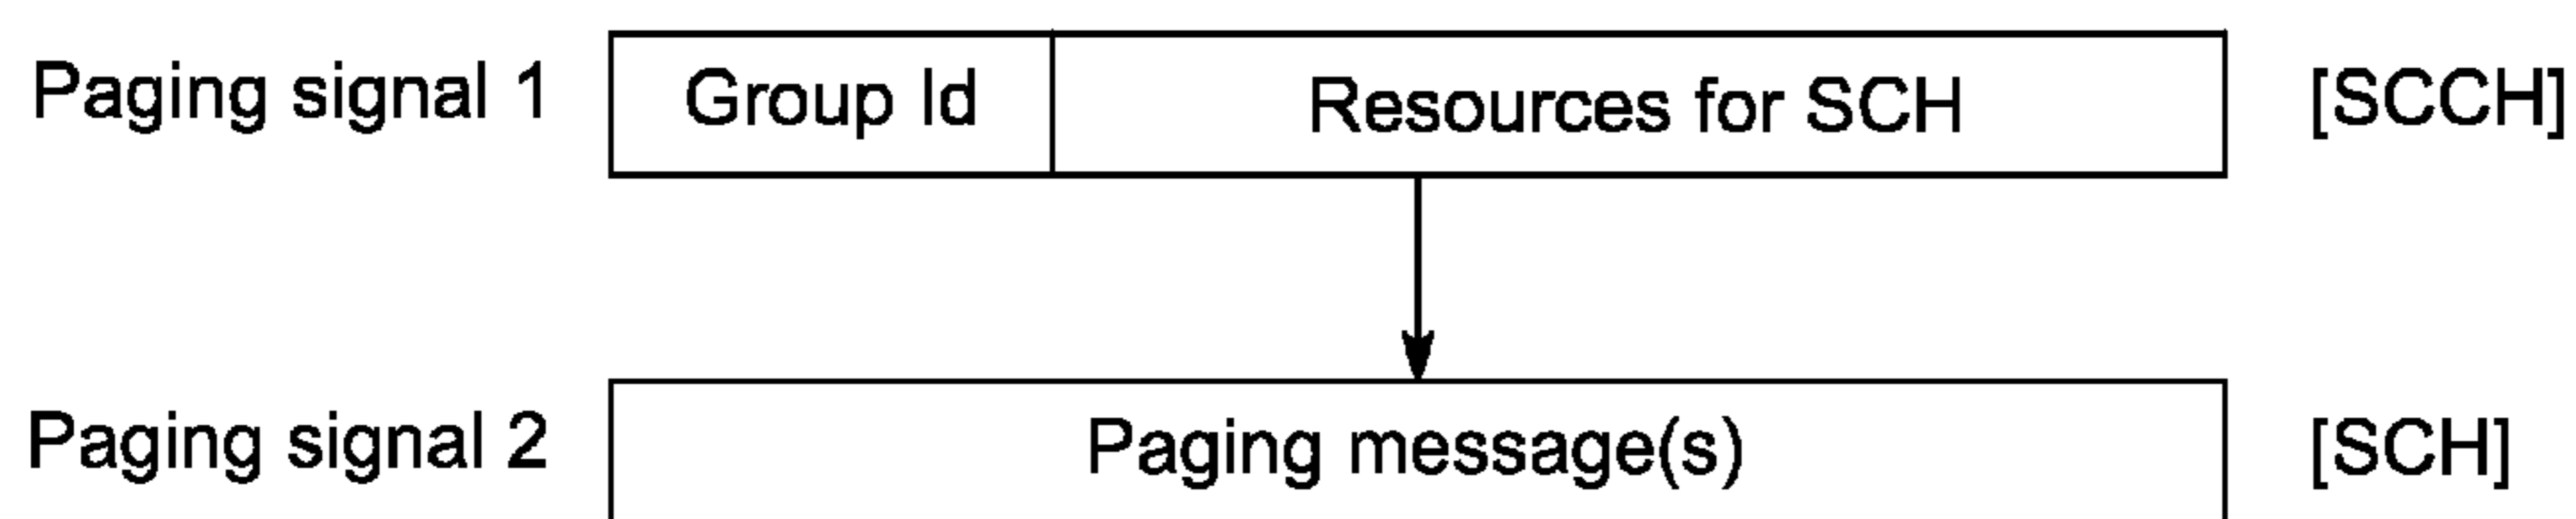 Paging signal 1 Group Id Resources for SCH [SCCH]
Paging signal 2 Paging message(s) [SCH]